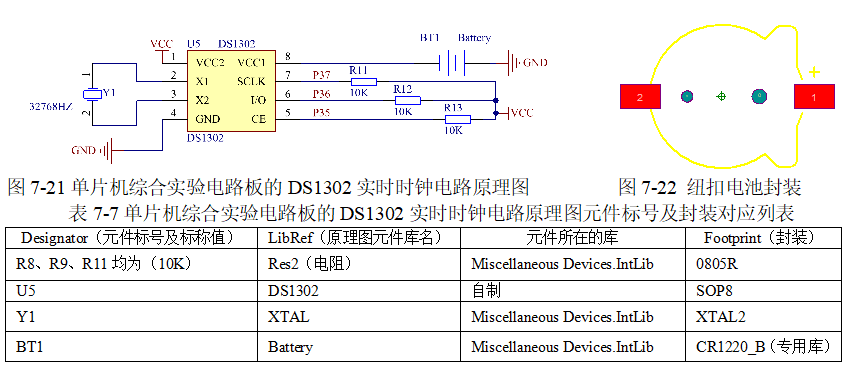 VCC
U5 DS1302
1 VCC2 VCC1 8
2 X1 SCLK 7 P37 R11 10K
3 X2 I/O 6 P36 R12 10K
4 GND CE 5 P35 R13 10K
DS1302
1
Y1
2
32768HZ
GND
BT1 Battery
GND
VCC
2
1
+
图 7-21 单片机综合实验电路板的 DS1302 实时时钟电路原理图
图 7-22 纽扣电池封装
表 7-7 单片机综合实验电路板的 DS1302 实时时钟电路原理图元件标号及封装对应列表
Designator（元件标号及标称值） LibRef（原理图元件库名） 元件所在的库 Footprint（封装）
R8、R9、R11 均为（10K） Res2（电阻） Miscellaneous Devices.IntLib 0805R
U5 DS1302 自制 SOP8
Y1 XTAL Miscellaneous Devices.IntLib XTAL2
BT1 Battery Miscellaneous Devices.IntLib CR1220_B（专用库）